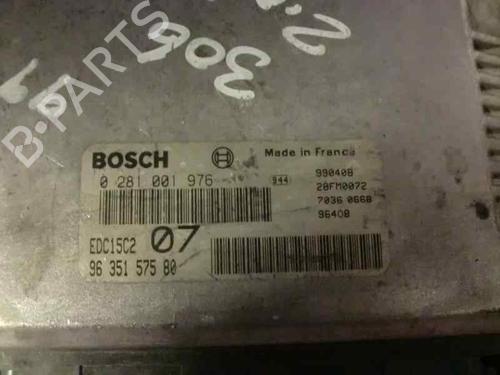 306
B-PARTS
BOSCH
Made in France
0 281 001 976
944
990408
28FM0072
7036 0668
96408
EDC15C2 07
96 351 575 80